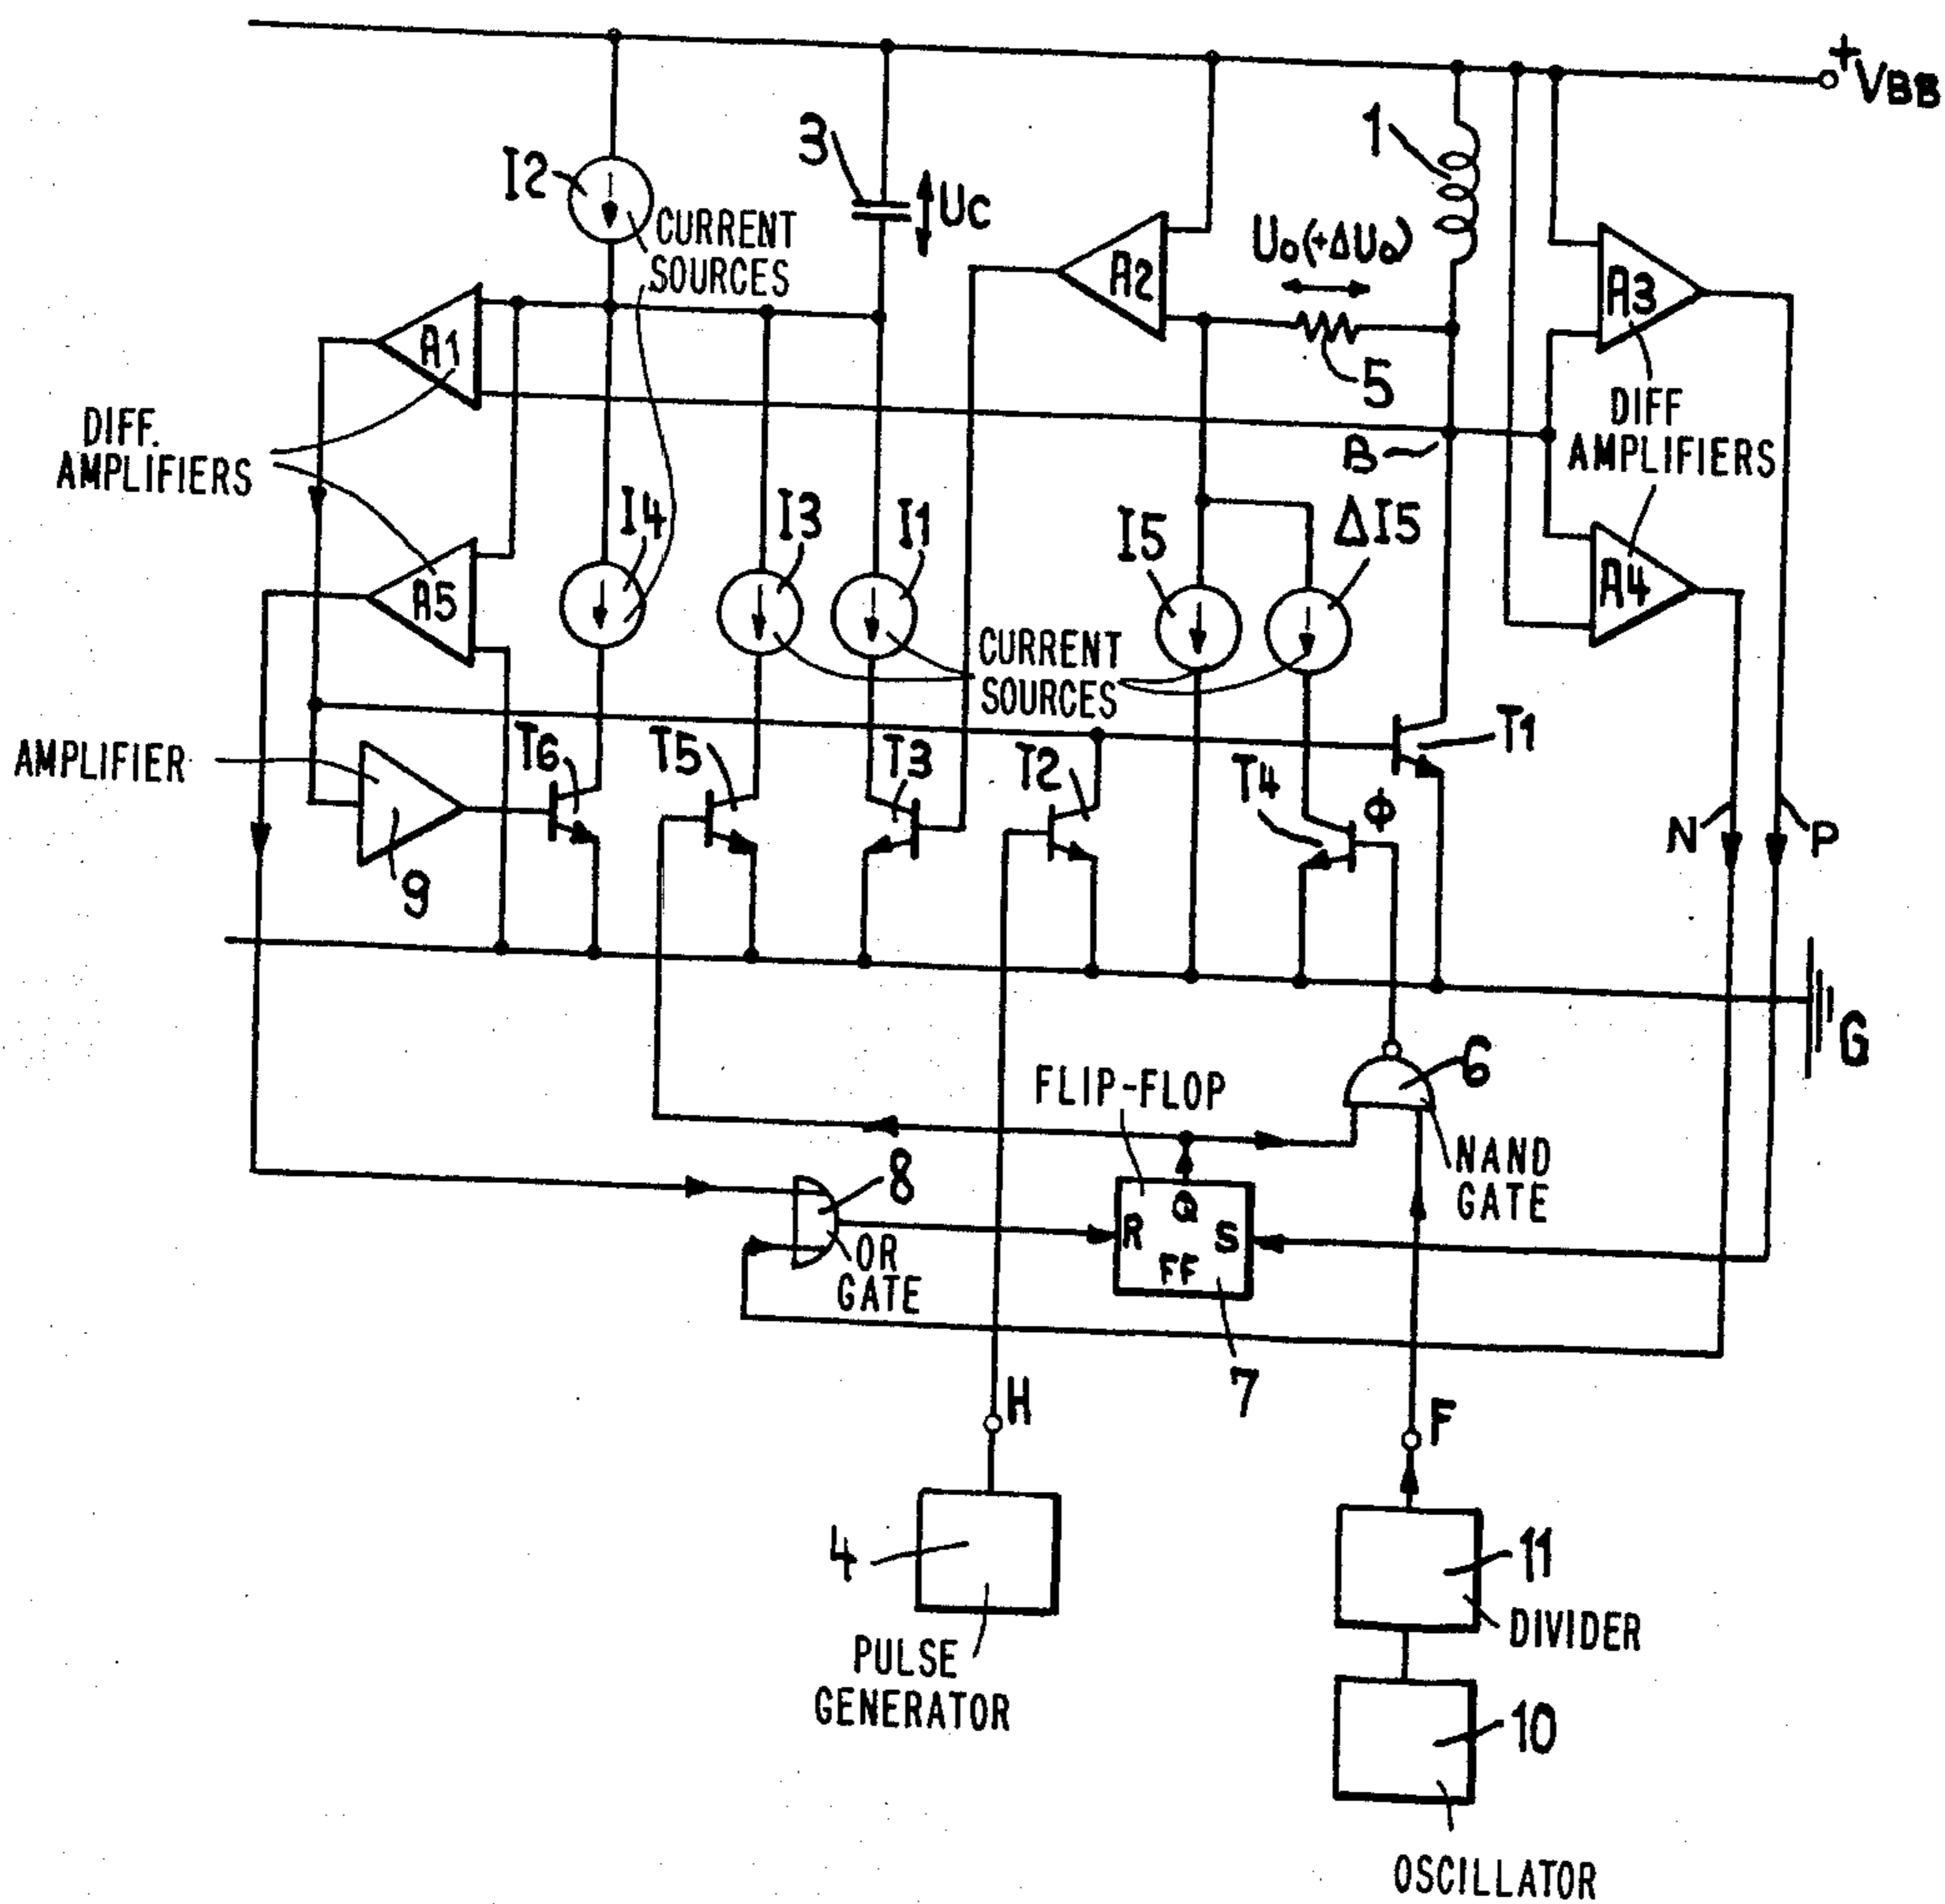 +VBB
1
3
I2
Uc
CURRENT
SOURCES
Uo(+ΔUo)
A2
A3
A1
5
DIFF.
AMPLIFIERS
DIFF
AMPLIFIERS
B
I4
I3
I1
I5
ΔI5
A5
A4
CURRENT
SOURCES
T1
T6
T5
T3
T2
T4
Φ
AMPLIFIER
N
P
9
G
6
FLIP-FLOP
NAND
GATE
8
Q
R
S
FF
OR
GATE
7
H
F
4
11
DIVIDER
PULSE
GENERATOR
10
OSCILLATOR